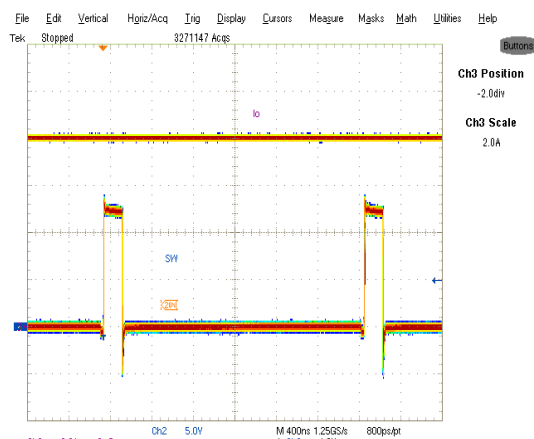 File Edit Vertical Horiz/Acq Trig Display Cursors Measure Masks Math Utilities Help
Tek Stopped 3271147 Acqs
Buttons
Ch3 Position
-2.0div
Ch3 Scale
2.0A
Io
SW
Ch2 5.0V M 400ns 1.25GS/s 800ps/pt